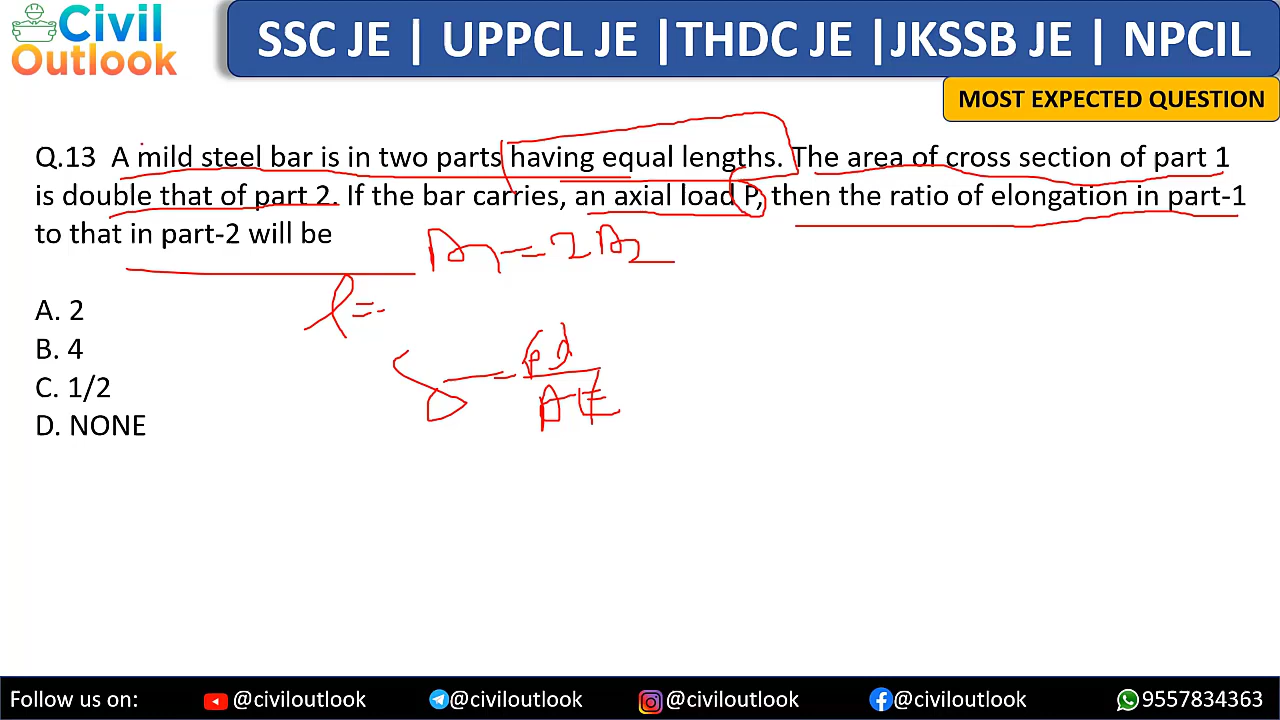 Civil
Outlook
SSC JE | UPPCL JE |THDC JE |JKSSB JE | NPCIL
MOST EXPECTED QUESTION
Q.13 A mild steel bar is in two parts having equal lengths. The area of cross section of part 1
is double that of part 2. If the bar carries, an axial load P, then the ratio of elongation in part-1
to that in part-2 will be
A1 = 2A2
A. 2
l =
B. 4
C. 1/2
D. NONE
Follow us on: @civiloutlook @civiloutlook @civiloutlook @civiloutlook 9557834363